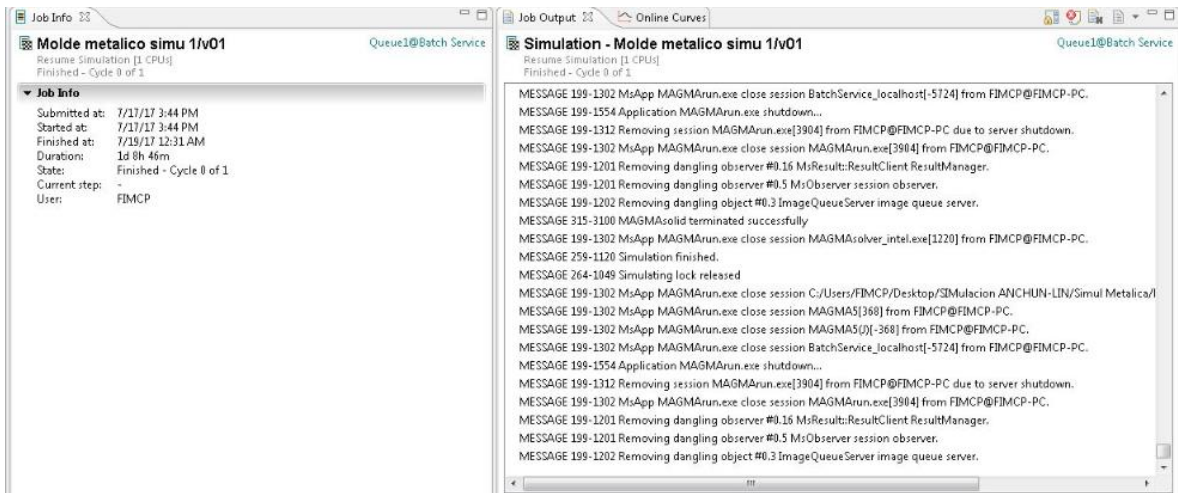 Job Info
Molde metalico simu 1/v01
Queue1@Batch Service
Resume Simulation [1 CPUs]
Finished - Cycle 0 of 1
Job Info
Submitted at: 7/17/17 3:44 PM
Started at: 7/17/17 3:44 PM
Finished at: 7/19/17 12:31 AM
Duration: 1d 8h 46m
State: Finished - Cycle 0 of 1
Current step: -
User: FIMCP
Job Output
Online Curves
Simulation - Molde metalico simu 1/v01
Queue1@Batch Service
Resume Simulation [1 CPUs]
Finished - Cycle 0 of 1
MESSAGE 199-1302 MsApp MAGMArun.exe close session BatchService_localhost[-5724] from FIMCP@FIMCP-PC.
MESSAGE 199-1554 Application MAGMArun.exe shutdown...
MESSAGE 199-1312 Removing session MAGMArun.exe[3904] from FIMCP@FIMCP-PC due to server shutdown.
MESSAGE 199-1302 MsApp MAGMArun.exe close session MAGMArun.exe[3904] from FIMCP@FIMCP-PC.
MESSAGE 199-1201 Removing dangling observer #0.16 MsResult::ResultClient ResultManager.
MESSAGE 199-1201 Removing dangling observer #0.5 MsObserver session observer.
MESSAGE 199-1202 Removing dangling object #0.3 ImageQueueServer image queue server.
MESSAGE 315-3100 MAGMAsolid terminated successfully
MESSAGE 199-1302 MsApp MAGMArun.exe close session MAGMAsolver_intel.exe[1220] from FIMCP@FIMCP-PC.
MESSAGE 259-1120 Simulation finished.
MESSAGE 264-1049 Simulating lock released
MESSAGE 199-1302 MsApp MAGMArun.exe close session C:/Users/FIMCP/Desktop/SIMulacion ANCHUN-LIN/Simul Metalica/
MESSAGE 199-1302 MsApp MAGMArun.exe close session MAGMA5[368] from FIMCP@FIMCP-PC.
MESSAGE 199-1302 MsApp MAGMArun.exe close session MAGMA5(J)[-368] from FIMCP@FIMCP-PC.
MESSAGE 199-1302 MsApp MAGMArun.exe close session BatchService_localhost[-5724] from FIMCP@FIMCP-PC.
MESSAGE 199-1554 Application MAGMArun.exe shutdown...
MESSAGE 199-1312 Removing session MAGMArun.exe[3904] from FIMCP@FIMCP-PC due to server shutdown.
MESSAGE 199-1302 MsApp MAGMArun.exe close session MAGMArun.exe[3904] from FIMCP@FIMCP-PC.
MESSAGE 199-1201 Removing dangling observer #0.16 MsResult::ResultClient ResultManager.
MESSAGE 199-1201 Removing dangling observer #0.5 MsObserver session observer.
MESSAGE 199-1202 Removing dangling object #0.3 ImageQueueServer image queue server.